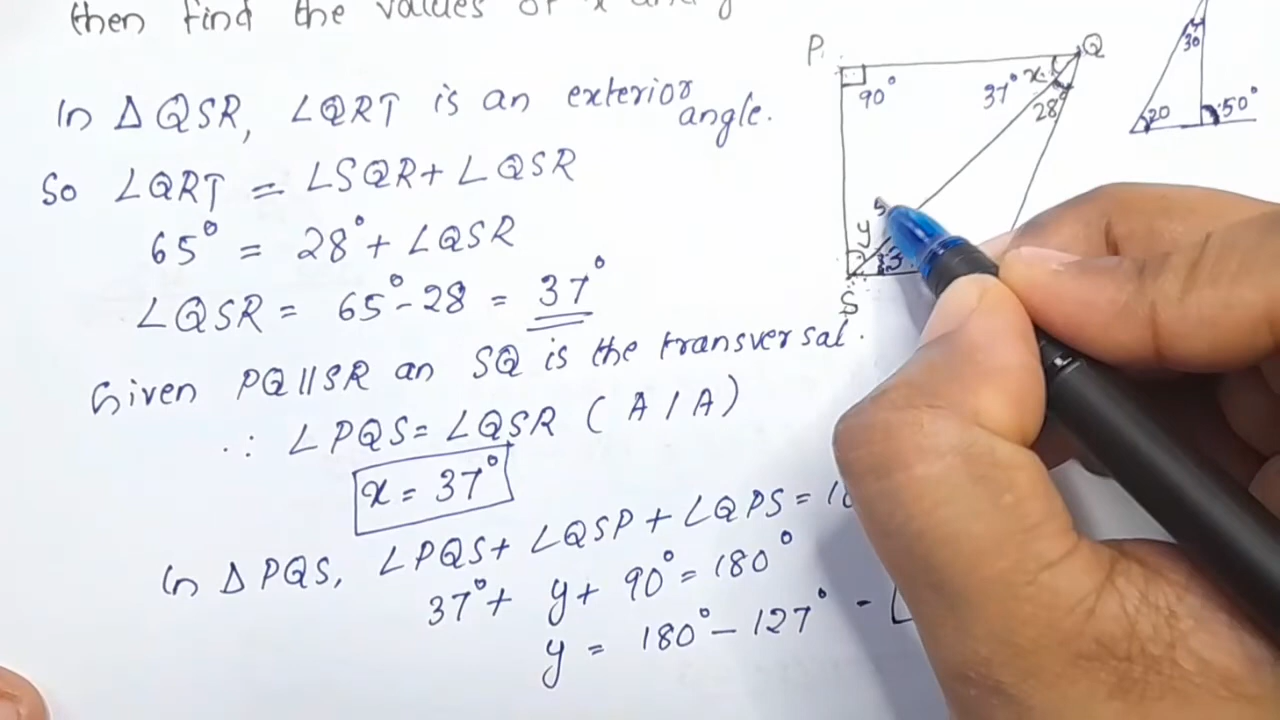 then find the values of x and y
In Δ QSR, ∠QRT is an exterior angle.
So ∠QRT = ∠SQR + ∠QSR
65° = 28° + ∠QSR
∠QSR = 65° - 28 = 37°
Given PQ || SR an SQ is the transversal.
∴ ∠PQS = ∠QSR ( A / A )
x = 37°
In Δ PQS, ∠PQS + ∠QSP + ∠QPS =
37° + y + 90° = 180°
y = 180° - 127° -
P
Q
90°
37° x
28°
y
S
30
20
50°